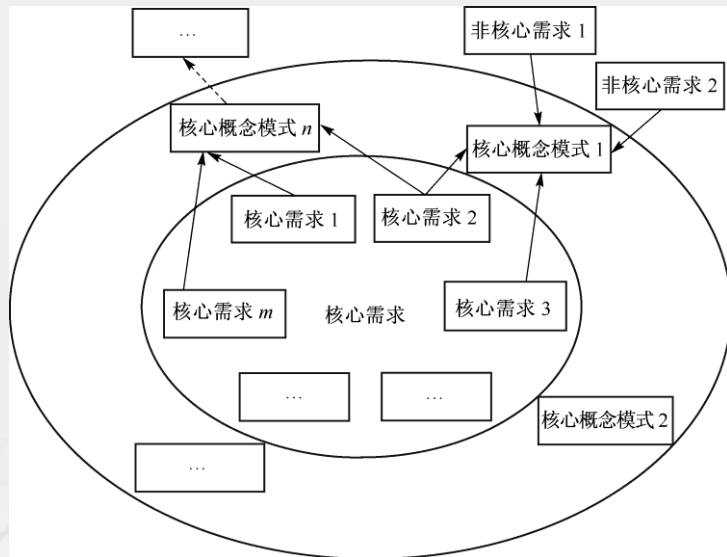 …
非核心需求 1
非核心需求 2
核心概念模式 n
核心概念模式 1
核心需求 1
核心需求 2
核心需求 m
核心需求
核心需求 3
…
…
核心概念模式 2
…